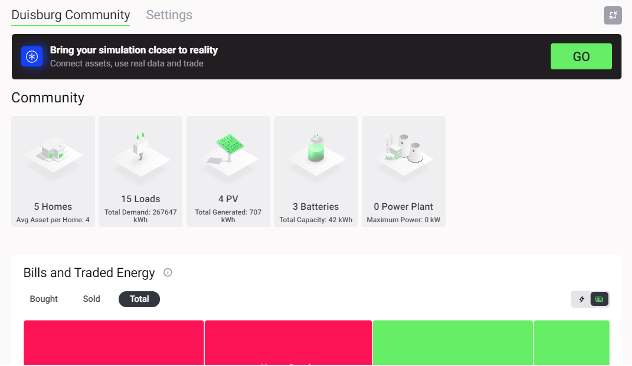 Duisburg Community Settings
Bring your simulation closer to reality
Connect assets, use real data and trade
GO
Community
5 Homes
Avg Asset per Home: 4
15 Loads
Total Demand: 267647
kWh
4 PV
Total Generated: 707
kWh
3 Batteries
Total Capacity: 42 kWh
0 Power Plant
Maximum Power: 0 kW
Bills and Traded Energy
Bought Sold Total